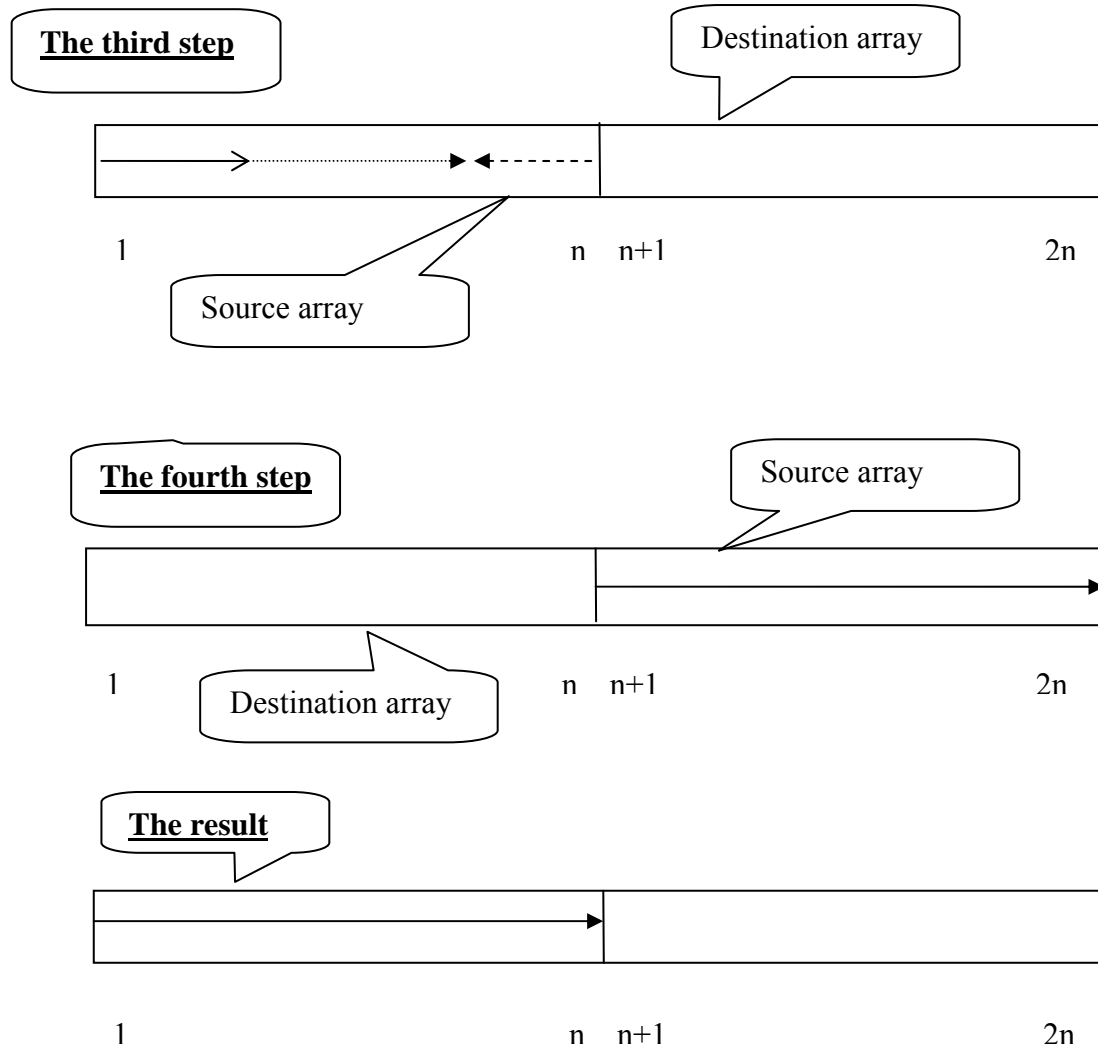 The third step
Destination array
1 n n+1 2n
Source array
The fourth step
Source array
1 n n+1 2n
Destination array
The result
1 n n+1 2n